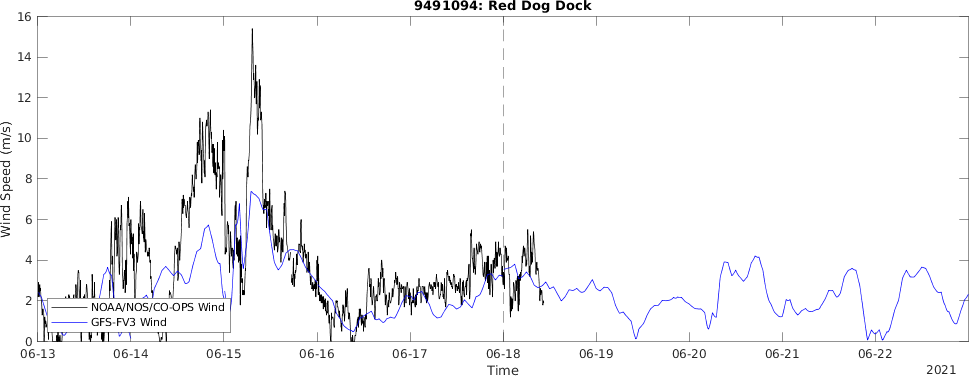 9491094: Red Dog Dock
Wind Speed (m/s)
16
14
12
10
8
6
4
2
0
NOAA/NOS/CO-OPS Wind
GFS-FV3 Wind
06-13 06-14 06-15 06-16 06-17 06-18 06-19 06-20 06-21 06-22
Time
2021